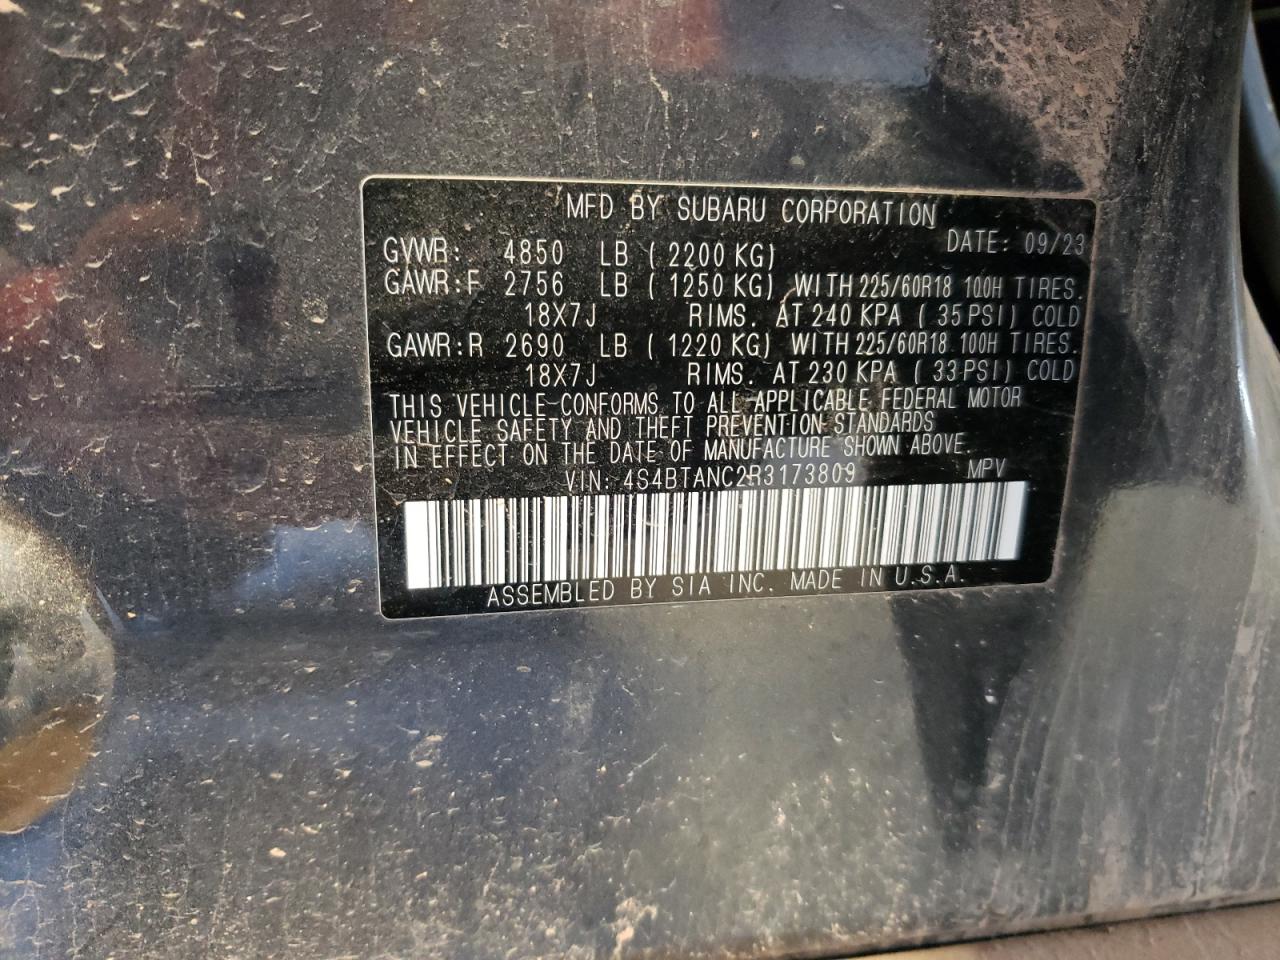 MFD BY SUBARU CORPORATION
DATE: 09/23
GVWR: 4850 LB ( 2200 KG)
GAWR:F 2756 LB ( 1250 KG) WITH 225/60R18 100H TIRES.
18X7J RIMS. AT 240 KPA ( 35 PSI) COLD
GAWR:R 2690 LB ( 1220 KG) WITH 225/60R18 100H TIRES.
18X7J RIMS. AT 230 KPA ( 33 PSI) COLD
THIS VEHICLE CONFORMS TO ALL APPLICABLE FEDERAL MOTOR
VEHICLE SAFETY AND THEFT PREVENTION STANDARDS
IN EFFECT ON THE DATE OF MANUFACTURE SHOWN ABOVE.
VIN: 4S4BTANC2R3173809 MPV
ASSEMBLED BY SIA INC. MADE IN U.S.A.